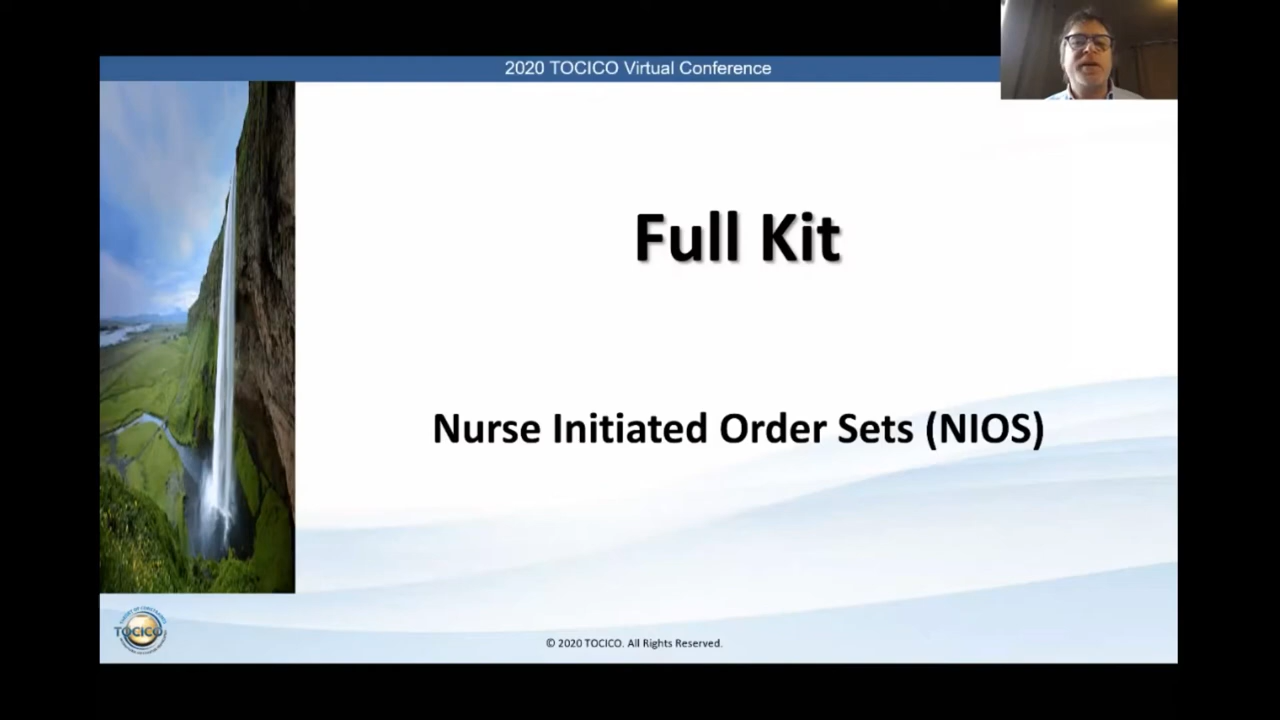 2020 TOCICO Virtual Conference
Full Kit
Nurse Initiated Order Sets (NIOS)
TOCICO
© 2020 TOCICO. All Rights Reserved.